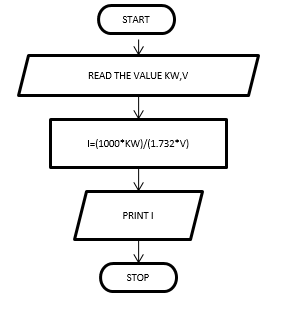 START
READ THE VALUE KW,V
I=(1000*KW)/(1.732*V)
PRINT I
STOP